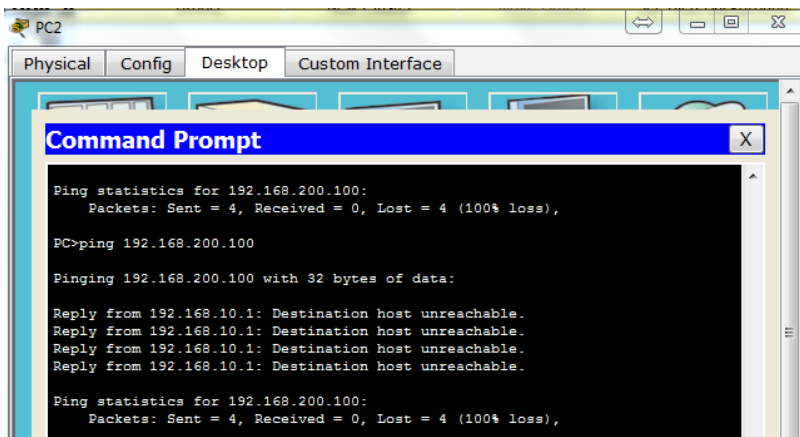 PC2
Physical Config Desktop Custom Interface
Command Prompt
X
Ping statistics for 192.168.200.100:
Packets: Sent = 4, Received = 0, Lost = 4 (100% loss),
PC>ping 192.168.200.100
Pinging 192.168.200.100 with 32 bytes of data:
Reply from 192.168.10.1: Destination host unreachable.
Reply from 192.168.10.1: Destination host unreachable.
Reply from 192.168.10.1: Destination host unreachable.
Reply from 192.168.10.1: Destination host unreachable.
Ping statistics for 192.168.200.100:
Packets: Sent = 4, Received = 0, Lost = 4 (100% loss),